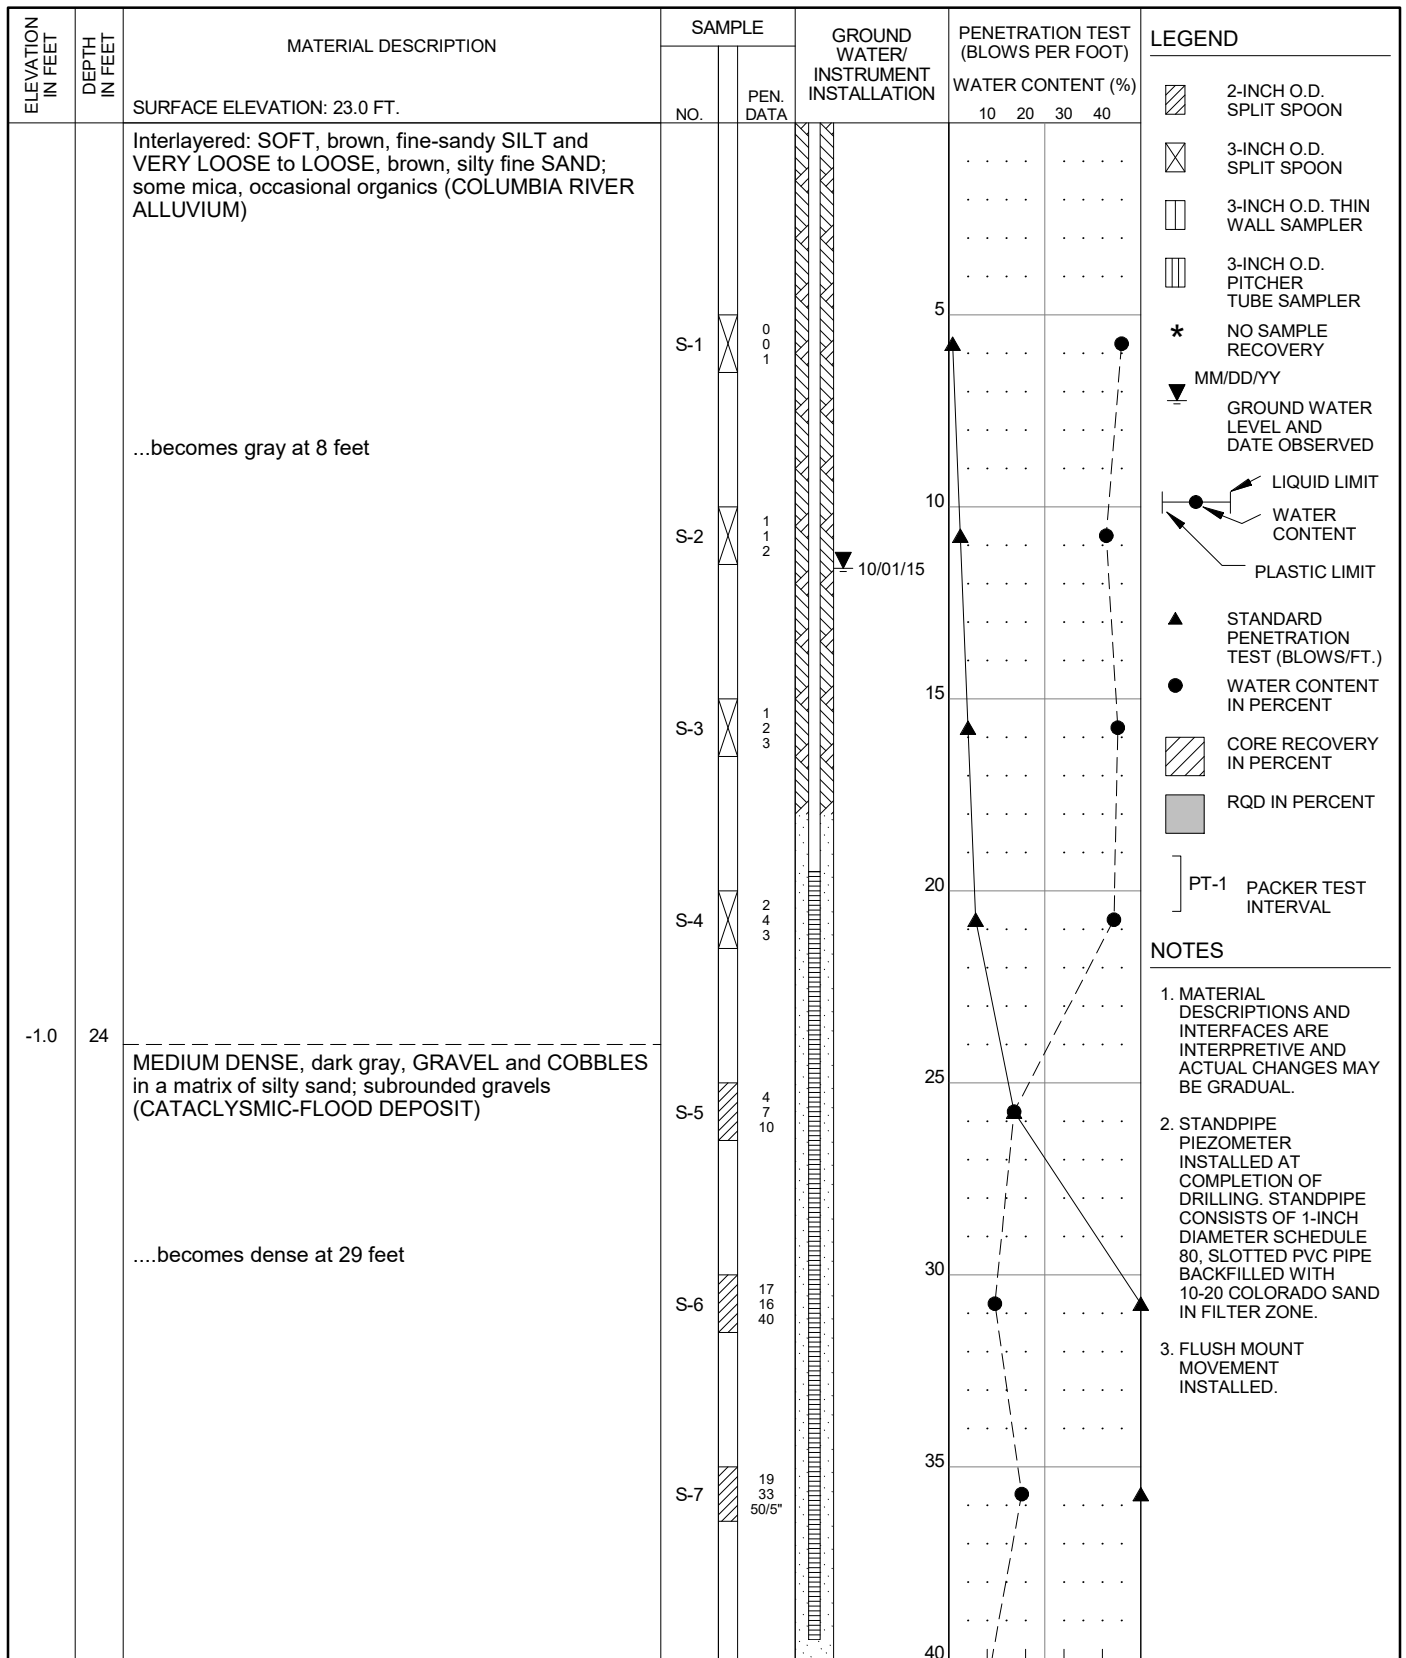 ELEVATION
IN FEET
DEPTH
IN FEET
MATERIAL DESCRIPTION
SURFACE ELEVATION: 23.0 FT.
SAMPLE
NO.
PEN.
DATA
GROUND
WATER/
INSTRUMENT
INSTALLATION
PENETRATION TEST
(BLOWS PER FOOT)
WATER CONTENT (%)
10 20 30 40
Interlayered: SOFT, brown, fine-sandy SILT and
VERY LOOSE to LOOSE, brown, silty fine SAND;
some mica, occasional organics (COLUMBIA RIVER
ALLUVIUM)
5
S-1
0
0
1
...becomes gray at 8 feet
10
S-2
1
1
2
10/01/15
15
S-3
1
2
3
20
S-4
2
4
3
-1.0 24
MEDIUM DENSE, dark gray, GRAVEL and COBBLES
in a matrix of silty sand; subrounded gravels
(CATACLYSMIC-FLOOD DEPOSIT)
25
S-5
4
7
10
....becomes dense at 29 feet
30
S-6
17
16
40
35
S-7
19
33
50/5"
40
LEGEND
2-INCH O.D.
SPLIT SPOON
3-INCH O.D.
SPLIT SPOON
3-INCH O.D. THIN
WALL SAMPLER
3-INCH O.D.
PITCHER
TUBE SAMPLER
* NO SAMPLE
RECOVERY
MM/DD/YY
GROUND WATER
LEVEL AND
DATE OBSERVED
LIQUID LIMIT
WATER
CONTENT
PLASTIC LIMIT
STANDARD
PENETRATION
TEST (BLOWS/FT.)
WATER CONTENT
IN PERCENT
CORE RECOVERY
IN PERCENT
RQD IN PERCENT
PT-1 PACKER TEST
INTERVAL
NOTES
1. MATERIAL
DESCRIPTIONS AND
INTERFACES ARE
INTERPRETIVE AND
ACTUAL CHANGES MAY
BE GRADUAL.
2. STANDPIPE
PIEZOMETER
INSTALLED AT
COMPLETION OF
DRILLING. STANDPIPE
CONSISTS OF 1-INCH
DIAMETER SCHEDULE
80, SLOTTED PVC PIPE
BACKFILLED WITH
10-20 COLORADO SAND
IN FILTER ZONE.
3. FLUSH MOUNT
MOVEMENT
INSTALLED.